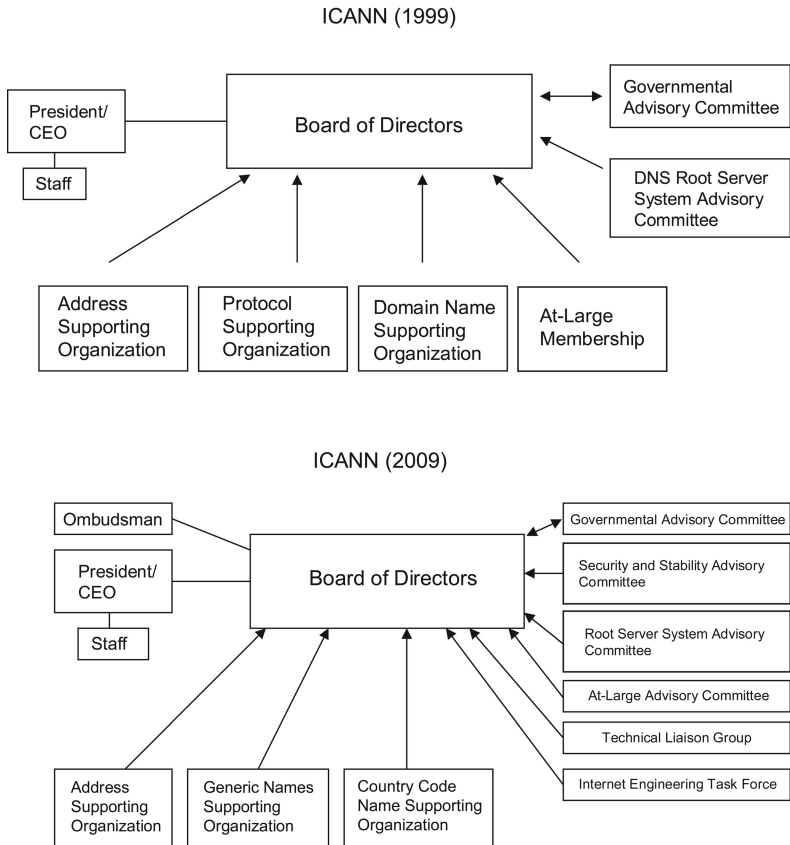 ICANN (1999)
President/
CEO
Staff
Board of Directors
Governmental
Advisory Committee
DNS Root Server
System Advisory
Committee
Address
Supporting
Organization
Protocol
Supporting
Organization
Domain Name
Supporting
Organization
At-Large
Membership
ICANN (2009)
Ombudsman
President/
CEO
Staff
Board of Directors
Governmental Advisory Committee
Security and Stability Advisory
Committee
Root Server System Advisory
Committee
At-Large Advisory Committee
Technical Liaison Group
Internet Engineering Task Force
Address
Supporting
Organization
Generic Names
Supporting
Organization
Country Code
Name Supporting
Organization